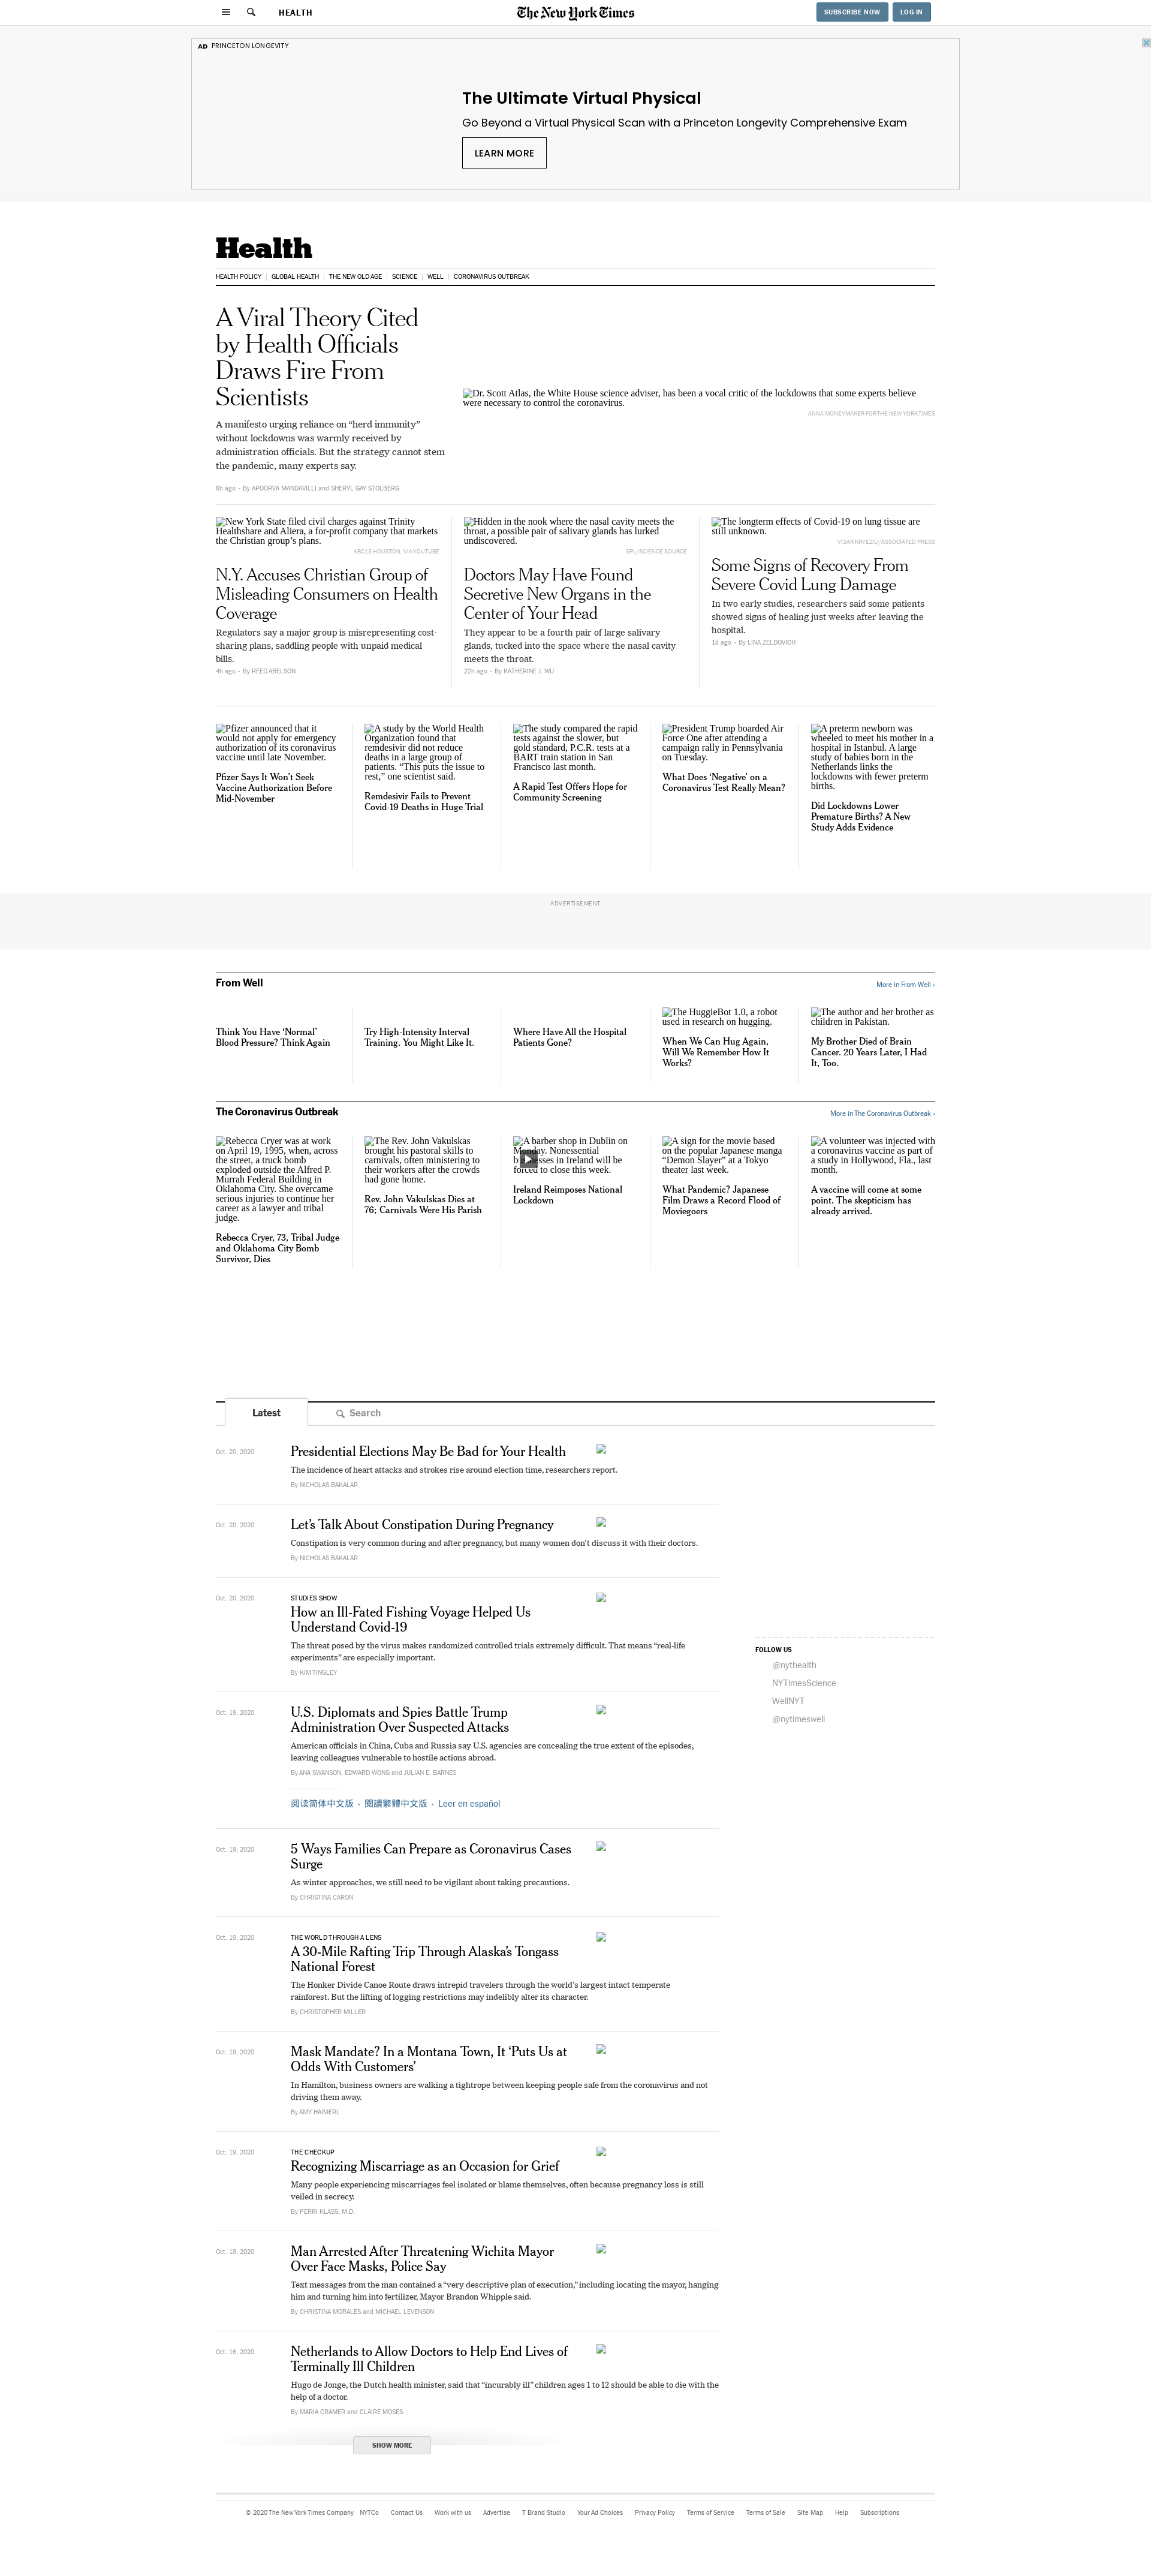 HEALTH
The New York Times
SUBSCRIBE NOW
LOG IN
AD PRINCETON LONGEVITY
The Ultimate Virtual Physical
Go Beyond a Virtual Physical Scan with a Princeton Longevity Comprehensive Exam
LEARN MORE
Health
HEALTH POLICY | GLOBAL HEALTH | THE NEW OLD AGE | SCIENCE | WELL | CORONAVIRUS OUTBREAK
A Viral Theory Cited
by Health Officials
Draws Fire From
Scientists
A manifesto urging reliance on “herd immunity”
without lockdowns was warmly received by
administration officials. But the strategy cannot stem
the pandemic, many experts say.
6h ago • By APOORVA MANDAVILLI and SHERYL GAY STOLBERG
Dr. Scott Atlas, the White House science adviser, has been a vocal critic of the lockdowns that some experts believe
were necessary to control the coronavirus.
ANNA MONEYMAKER FOR THE NEW YORK TIMES
New York State filed civil charges against Trinity
Healthshare and Aliera, a for-profit company that markets
the Christian group’s plans.
ABC13 HOUSTON, VIA YOUTUBE
N.Y. Accuses Christian Group of
Misleading Consumers on Health
Coverage
Regulators say a major group is misrepresenting cost-
sharing plans, saddling people with unpaid medical
bills.
4h ago • By REED ABELSON
Hidden in the nook where the nasal cavity meets the
throat, a possible pair of salivary glands has lurked
undiscovered.
SPL/SCIENCE SOURCE
Doctors May Have Found
Secretive New Organs in the
Center of Your Head
They appear to be a fourth pair of large salivary
glands, tucked into the space where the nasal cavity
meets the throat.
22h ago • By KATHERINE J. WU
The longterm effects of Covid-19 on lung tissue are
still unknown.
VISAR KRYEZIU/ASSOCIATED PRESS
Some Signs of Recovery From
Severe Covid Lung Damage
In two early studies, researchers said some patients
showed signs of healing just weeks after leaving the
hospital.
1d ago • By LINA ZELDOVICH
Pfizer announced that it
would not apply for emergency
authorization of its coronavirus
vaccine until late November.
Pfizer Says It Won’t Seek
Vaccine Authorization Before
Mid-November
A study by the World Health
Organization found that
remdesivir did not reduce
deaths in a large group of
patients. “This puts the issue to
rest,” one scientist said.
Remdesivir Fails to Prevent
Covid-19 Deaths in Huge Trial
The study compared the rapid
tests against the slower, but
gold standard, P.C.R. tests at a
BART train station in San
Francisco last month.
A Rapid Test Offers Hope for
Community Screening
President Trump boarded Air
Force One after attending a
campaign rally in Pennsylvania
on Tuesday.
What Does ‘Negative’ on a
Coronavirus Test Really Mean?
A preterm newborn was
wheeled to meet his mother in a
hospital in Istanbul. A large
study of babies born in the
Netherlands links the
lockdowns with fewer preterm
births.
Did Lockdowns Lower
Premature Births? A New
Study Adds Evidence
ADVERTISEMENT
From Well
More in From Well ›
Think You Have ‘Normal’
Blood Pressure? Think Again
Try High-Intensity Interval
Training. You Might Like It.
Where Have All the Hospital
Patients Gone?
The HuggieBot 1.0, a robot
used in research on hugging.
When We Can Hug Again,
Will We Remember How It
Works?
The author and her brother as
children in Pakistan.
My Brother Died of Brain
Cancer. 20 Years Later, I Had
It, Too.
The Coronavirus Outbreak
More in The Coronavirus Outbreak ›
Rebecca Cryer was at work
on April 19, 1995, when, across
the street, a truck bomb
exploded outside the Alfred P.
Murrah Federal Building in
Oklahoma City. She overcame
serious injuries to continue her
career as a lawyer and tribal
judge.
Rebecca Cryer, 73, Tribal Judge
and Oklahoma City Bomb
Survivor, Dies
The Rev. John Vakulskas
brought his pastoral skills to
carnivals, often ministering to
their workers after the crowds
had gone home.
Rev. John Vakulskas Dies at
76; Carnivals Were His Parish
A barber shop in Dublin on
Nonessential
in Ireland will be
to close this week.
Ireland Reimposes National
Lockdown
A sign for the movie based
on the popular Japanese manga
“Demon Slayer” at a Tokyo
theater last week.
What Pandemic? Japanese
Film Draws a Record Flood of
Moviegoers
A volunteer was injected with
a coronavirus vaccine as part of
a study in Hollywood, Fla., last
month.
A vaccine will come at some
point. The skepticism has
already arrived.
Latest
Search
Oct. 20, 2020
Presidential Elections May Be Bad for Your Health
The incidence of heart attacks and strokes rise around election time, researchers report.
By NICHOLAS BAKALAR
Oct. 20, 2020
Let’s Talk About Constipation During Pregnancy
Constipation is very common during and after pregnancy, but many women don’t discuss it with their doctors.
By NICHOLAS BAKALAR
Oct. 20, 2020
STUDIES SHOW
How an Ill-Fated Fishing Voyage Helped Us
Understand Covid-19
The threat posed by the virus makes randomized controlled trials extremely difficult. That means “real-life
experiments” are especially important.
By KIM TINGLEY
FOLLOW US
@nythealth
NYTimesScience
WellNYT
@nytimeswell
Oct. 19, 2020
U.S. Diplomats and Spies Battle Trump
Administration Over Suspected Attacks
American officials in China, Cuba and Russia say U.S. agencies are concealing the true extent of the episodes,
leaving colleagues vulnerable to hostile actions abroad.
By ANA SWANSON, EDWARD WONG and JULIAN E. BARNES
阅读简体中文版 • 閱讀繁體中文版 • Leer en español
Oct. 19, 2020
5 Ways Families Can Prepare as Coronavirus Cases
Surge
As winter approaches, we still need to be vigilant about taking precautions.
By CHRISTINA CARON
Oct. 19, 2020
THE WORLD THROUGH A LENS
A 30-Mile Rafting Trip Through Alaska’s Tongass
National Forest
The Honker Divide Canoe Route draws intrepid travelers through the world’s largest intact temperate
rainforest. But the lifting of logging restrictions may indelibly alter its character.
By CHRISTOPHER MILLER
Oct. 19, 2020
Mask Mandate? In a Montana Town, It ‘Puts Us at
Odds With Customers’
In Hamilton, business owners are walking a tightrope between keeping people safe from the coronavirus and not
driving them away.
By AMY HAIMERL
Oct. 19, 2020
THE CHECKUP
Recognizing Miscarriage as an Occasion for Grief
Many people experiencing miscarriages feel isolated or blame themselves, often because pregnancy loss is still
veiled in secrecy.
By PERRI KLASS, M.D.
Oct. 18, 2020
Man Arrested After Threatening Wichita Mayor
Over Face Masks, Police Say
Text messages from the man contained a “very descriptive plan of execution,” including locating the mayor, hanging
him and turning him into fertilizer, Mayor Brandon Whipple said.
By CHRISTINA MORALES and MICHAEL LEVENSON
Oct. 16, 2020
Netherlands to Allow Doctors to Help End Lives of
Terminally Ill Children
Hugo de Jonge, the Dutch health minister, said that “incurably ill” children ages 1 to 12 should be able to die with the
help of a doctor.
By MARIA CRAMER and CLAIRE MOSES
SHOW MORE
© 2020 The New York Times Company NYTCo Contact Us Work with us Advertise T Brand Studio Your Ad Choices Privacy Policy Terms of Service Terms of Sale Site Map Help Subscriptions